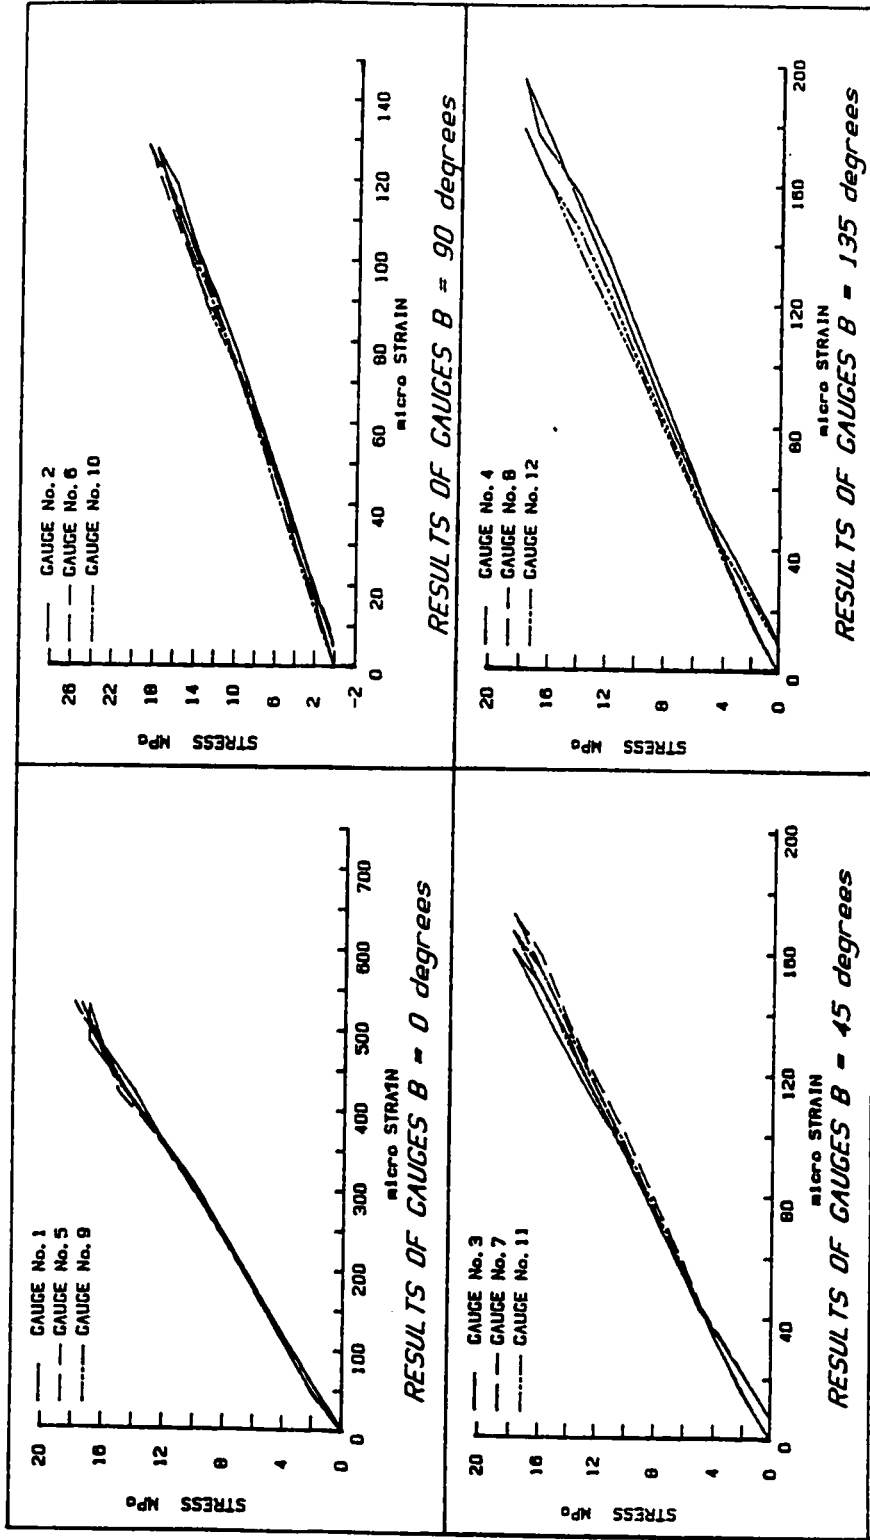 GAUGE No. 1
GAUGE No. 5
GAUGE No. 9
20
16
12
8
4
0
STRESS MPa
0
100
200
300
400
500
600
700
micro STRAIN
RESULTS OF GAUGES B = 0 degrees
GAUGE No. 2
GAUGE No. 6
GAUGE No. 10
26
22
18
14
10
6
2
-2
STRESS MPa
0
20
40
60
80
100
120
140
micro STRAIN
RESULTS OF GAUGES B = 90 degrees
GAUGE No. 3
GAUGE No. 7
GAUGE No. 11
20
16
12
8
4
0
STRESS MPa
0
40
80
120
160
200
micro STRAIN
RESULTS OF GAUGES B = 45 degrees
GAUGE No. 4
GAUGE No. 8
GAUGE No. 12
20
16
12
8
4
0
STRESS MPa
0
40
80
120
160
200
micro STRAIN
RESULTS OF GAUGES B = 135 degrees